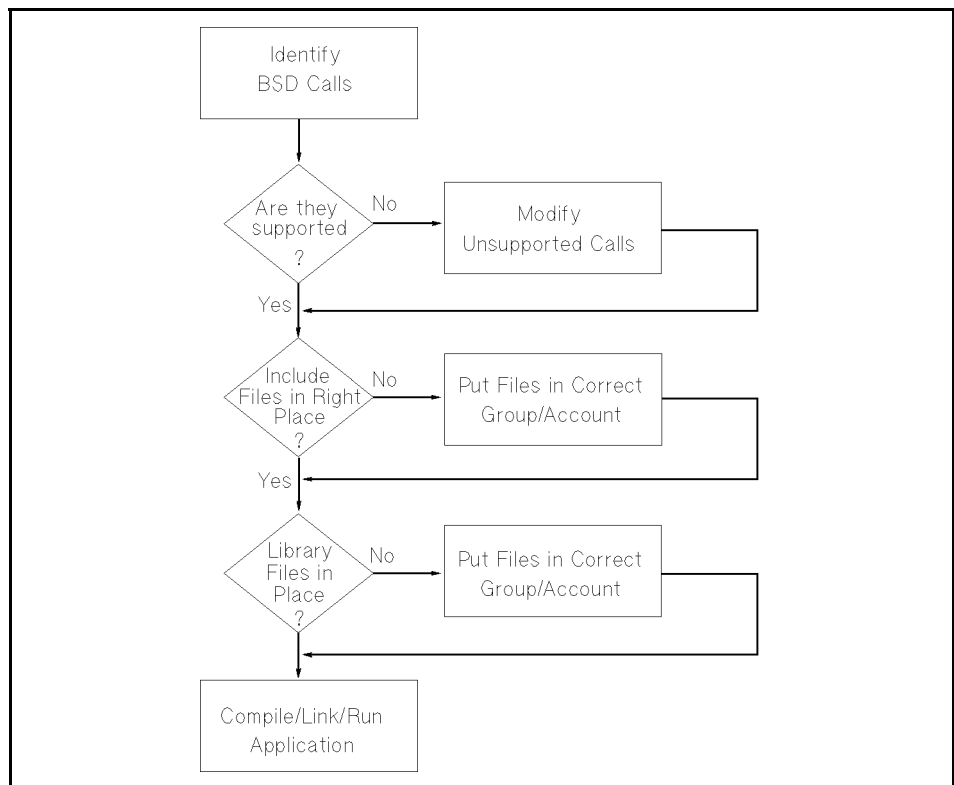 Identify
BSD Calls
Are they
supported
?
No
Modify
Unsupported Calls
Yes
Include
Files in Right
Place
?
No
Put Files in Correct
Group/Account
Yes
Library
Files in
Place
?
No
Put Files in Correct
Group/Account
Compile/Link/Run
Application